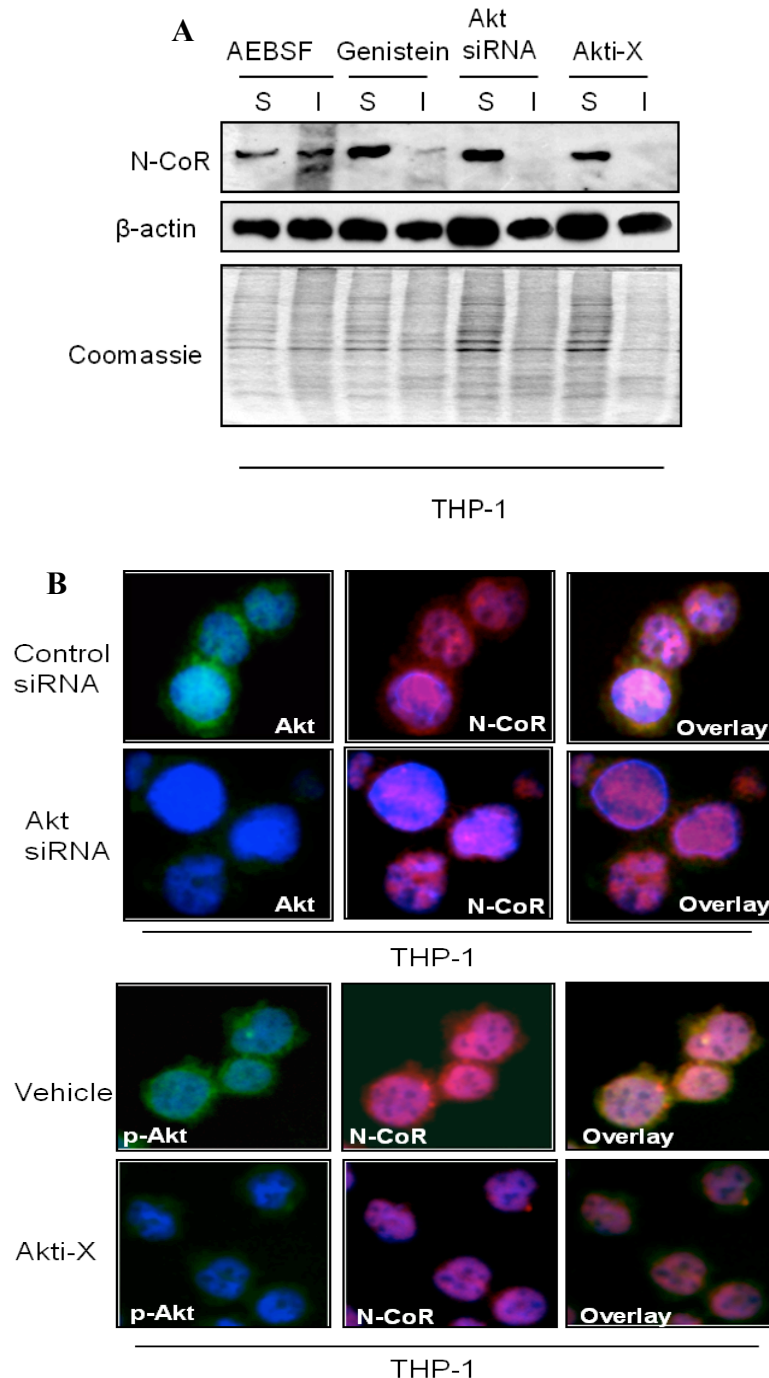 A
AEBSF Genistein Akt siRNA Akti-X
S I S I S I S I
N-CoR
β-actin
Coomassie
THP-1
B
Control siRNA
Akt N-CoR Overlay
Akt siRNA
Akt N-CoR Overlay
THP-1
Vehicle
p-Akt N-CoR Overlay
Akti-X
p-Akt N-CoR Overlay
THP-1